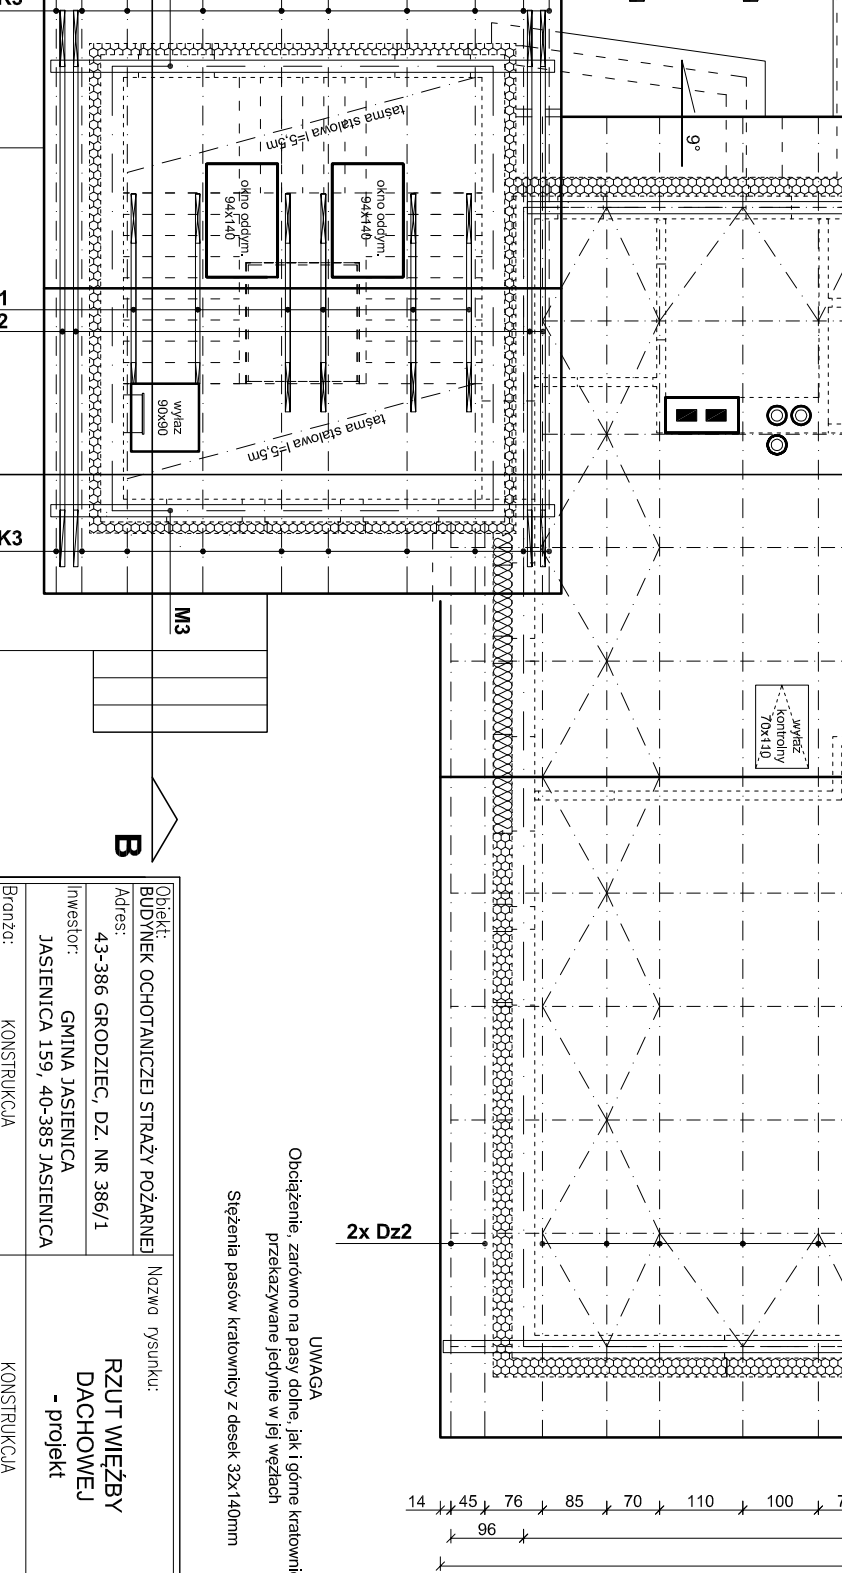 K3
taśma stalowa l=5,5m
9°
okno oddym.
94x140
okno oddym.
94x140
1
2
wyłaz
90x90
taśma stalowa l=5,5m
K3
M3
wyłaz
kontrolny
70x110
B
Obiekt:
BUDYNEK OCHOTANICZEJ STRAŻY POŻARNEJ
Adres:
43-386 GRODZIEC, DZ. NR 386/1
Inwestor:
GMINA JASIENICA
JASIENICA 159, 40-385 JASIENICA
Branża:
KONSTRUKCJA
Nazwa rysunku:
RZUT WIĘŹBY
DACHOWEJ
- projekt
KONSTRUKCJA
UWAGA
Obciążenie, zarówno na pasy dolne, jak i górne kratowni
przekazywane jedynie w jej węzłach
Stężenia pasów kratownicy z desek 32x140mm
2x Dz2
14 45 76 85 70 110 100 7
96